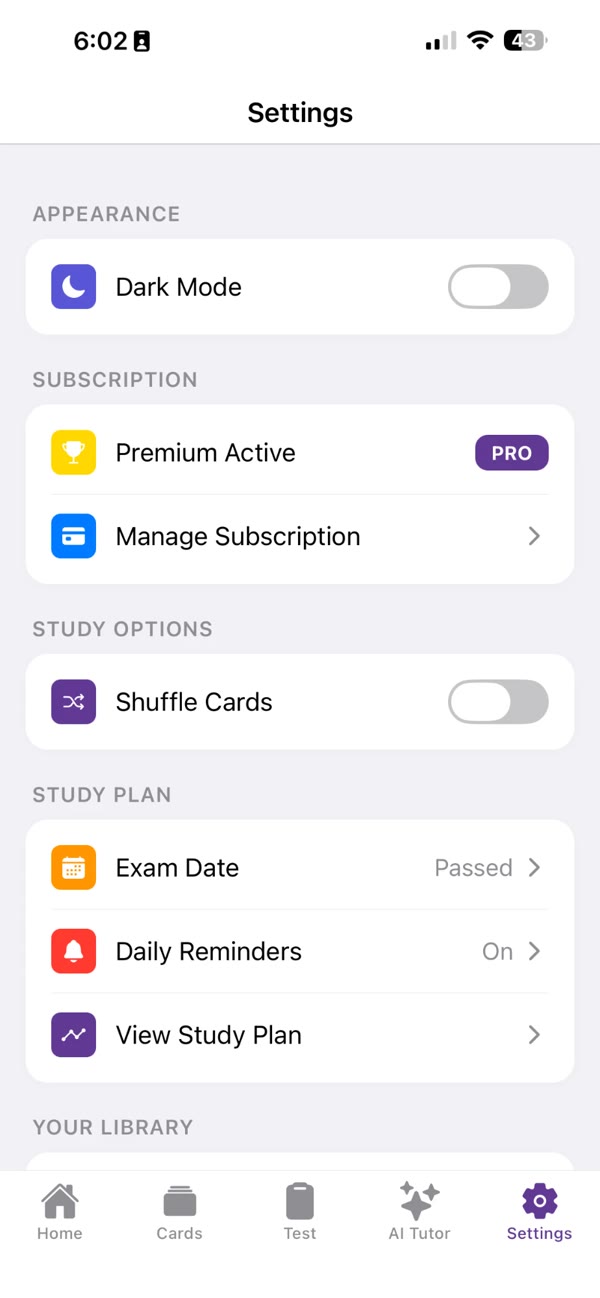 6:02
43
Settings
APPEARANCE
Dark Mode
SUBSCRIPTION
Premium Active PRO
Manage Subscription
STUDY OPTIONS
Shuffle Cards
STUDY PLAN
Exam Date Passed
Daily Reminders On
View Study Plan
YOUR LIBRARY
Home Cards Test AI Tutor Settings